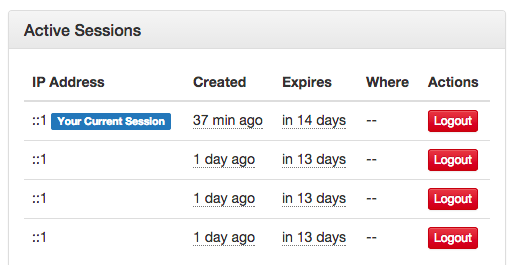 Active Sessions
IP Address Created Expires Where Actions
::1 Your Current Session 37 min ago in 14 days -- Logout
::1 1 day ago in 13 days -- Logout
::1 1 day ago in 13 days -- Logout
::1 1 day ago in 13 days -- Logout